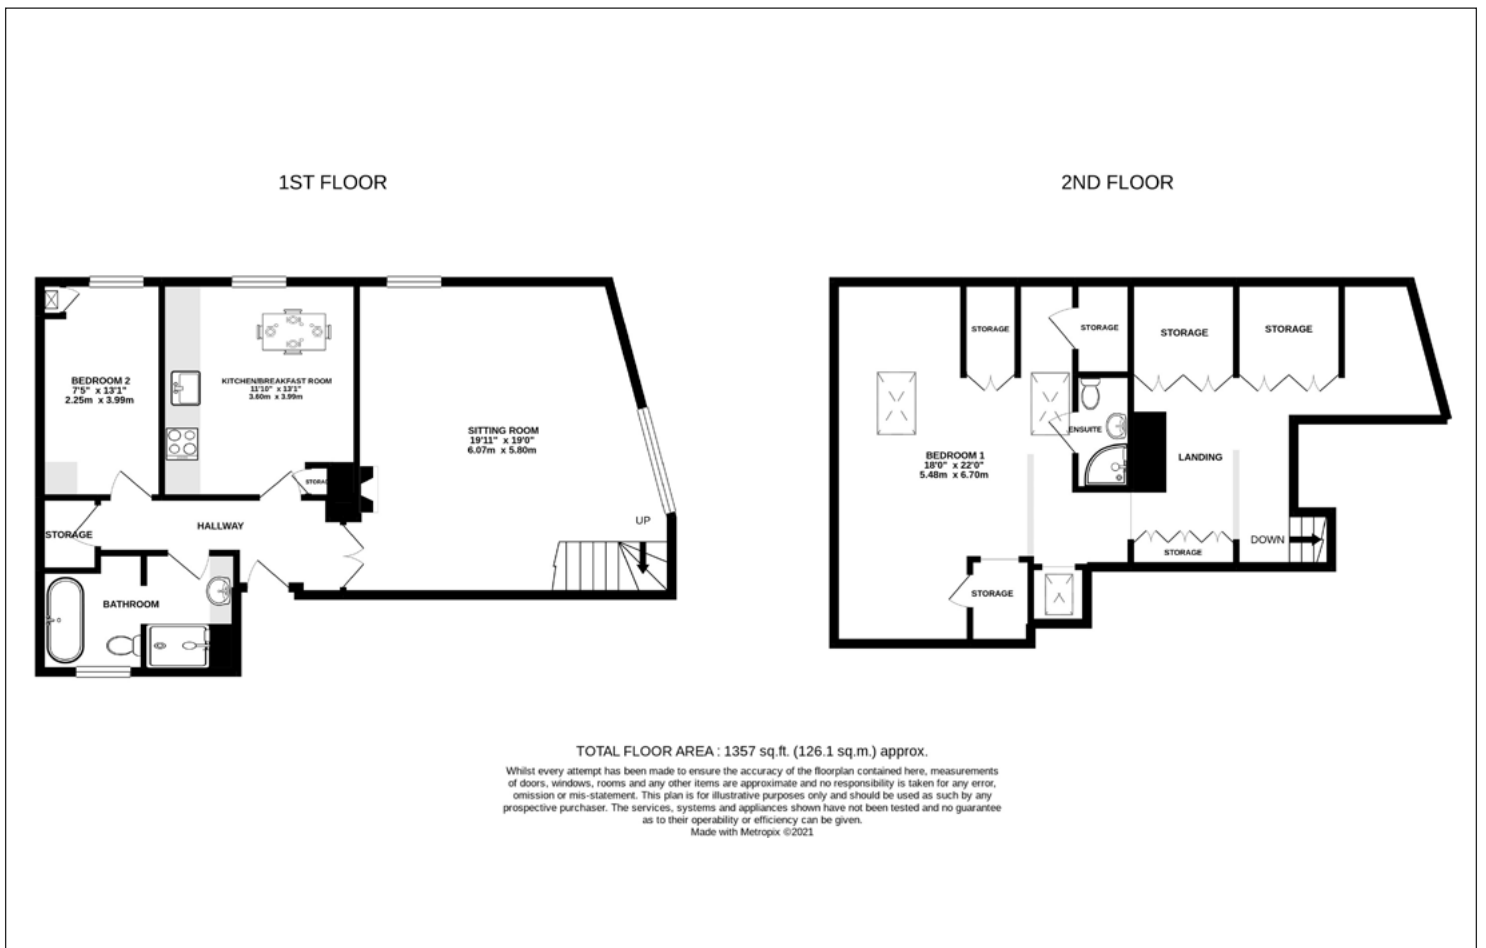 1ST FLOOR
2ND FLOOR
BEDROOM 2
7'5" x 13'1"
2.25m x 3.99m
KITCHEN/BREAKFAST ROOM
11'10" x 13'1"
3.60m x 3.99m
SITTING ROOM
19'11" x 19'0"
6.07m x 5.80m
STORAG
UP
HALLWAY
STORAGE
BATHROOM
STORAGE
STORAGE
STORAGE
STORAGE
ENSUITE
BEDROOM 1
18'0" x 22'0"
5.48m x 6.70m
LANDING
DOWN
STORAGE
STORAGE
TOTAL FLOOR AREA : 1357 sq.ft. (126.1 sq.m.) approx.
Whilst every attempt has been made to ensure the accuracy of the floorplan contained here, measurements
of doors, windows, rooms and any other items are approximate and no responsibility is taken for any error,
omission or mis-statement. This plan is for illustrative purposes only and should be used as such by any
prospective purchaser. The services, systems and appliances shown have not been tested and no guarantee
as to their operability or efficiency can be given.
Made with Metropix ©2021